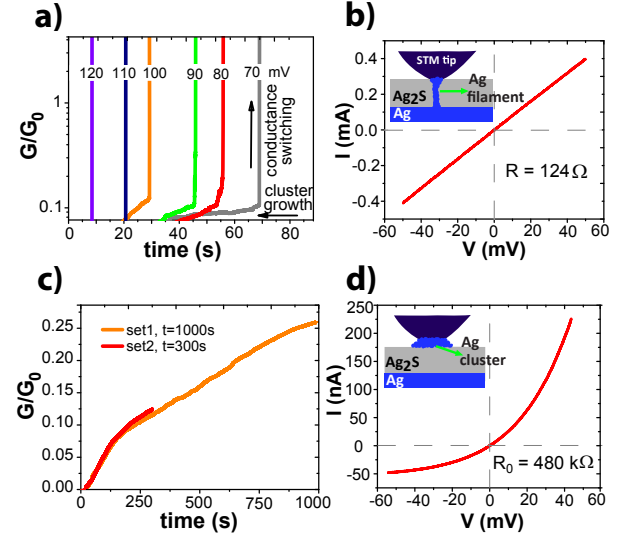 a)
G/G0
1
0.1
120
110
100
90
80
70 mV
conductance
switching
cluster
growth
0
20
40
60
80
time (s)
b)
I (mA)
0.4
0.2
0.0
-0.2
-0.4
STM tip
Ag
filament
Ag2S
Ag
R = 124Ω
-60
-40
-20
0
20
40
60
V (mV)
c)
G/G0
0.25
0.20
0.15
0.10
0.05
0.00
set1, t=1000s
set2, t=300s
0
250
500
750
1000
time (s)
d)
I (nA)
250
200
150
100
50
0
-50
-100
Ag
cluster
Ag2S
Ag
R0 = 480 kΩ
-60
-40
-20
0
20
40
60
V (mV)